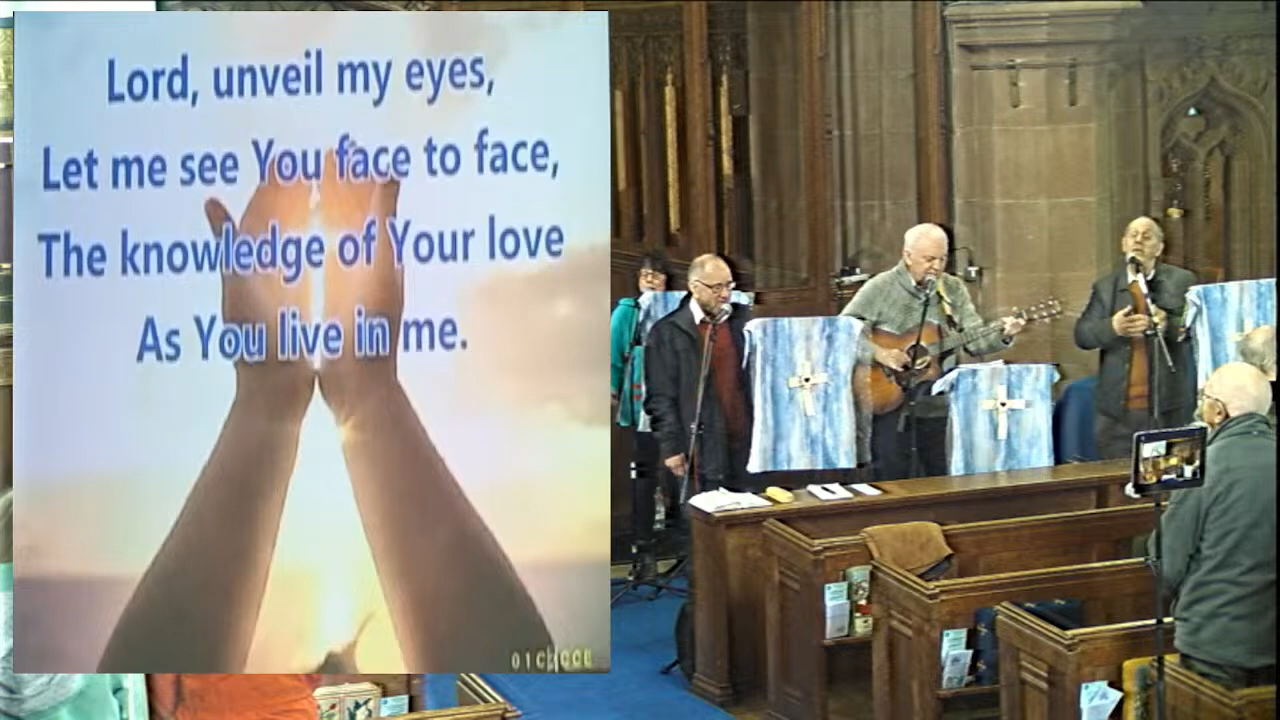 Lord, unveil my eyes,
Let me see You face to face,
The knowledge of Your love
As You live in me.